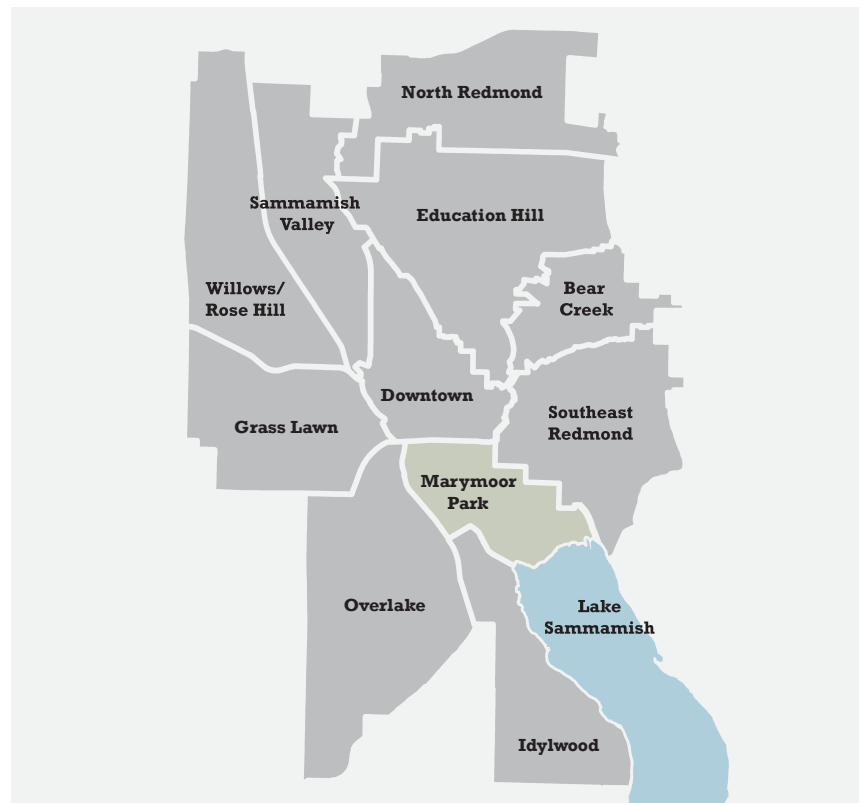 North Redmond
Sammamish
Valley
Education Hill
Willows/
Rose Hill
Bear
Creek
Downtown
Southeast
Redmond
Grass Lawn
Marymoor
Park
Overlake
Lake
Sammamish
Idylwood